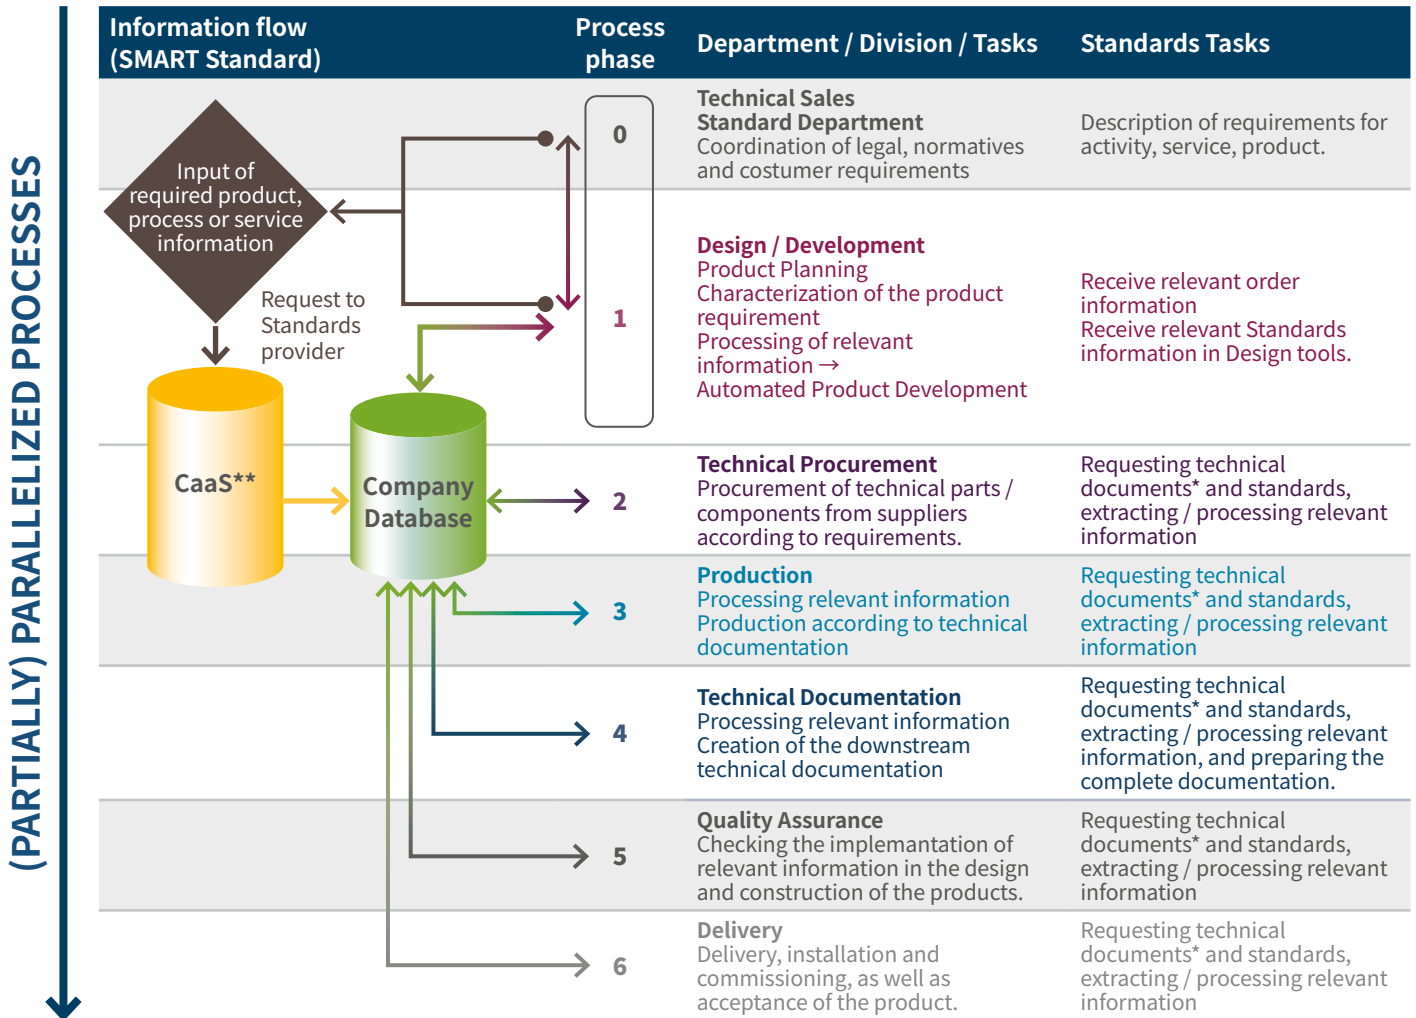 (PARTIALLY) PARALLELIZED PROCESSES
Information flow
(SMART Standard)
Process
phase
Department / Division / Tasks
Standards Tasks
Input of
required product,
process or service
information
Request to
Standards
provider
CaaS**
Company
Database
0
Technical Sales
Standard Department
Coordination of legal, normatives
and costumer requirements
Description of requirements for
activity, service, product.
1
Design / Development
Product Planning
Characterization of the product
requirement
Processing of relevant
information →
Automated Product Development
Receive relevant order
information
Receive relevant Standards
information in Design tools.
2
Technical Procurement
Procurement of technical parts /
components from suppliers
according to requirements.
Requesting technical
documents* and standards,
extracting / processing relevant
information
3
Production
Processing relevant information
Production according to technical
documentation
Requesting technical
documents* and standards,
extracting / processing relevant
information
4
Technical Documentation
Processing relevant information
Creation of the downstream
technical documentation
Requesting technical
documents* and standards,
extracting / processing relevant
information, and preparing the
complete documentation.
5
Quality Assurance
Checking the implemantation of
relevant information in the design
and construction of the products.
Requesting technical
documents* and standards,
extracting / processing relevant
information
6
Delivery
Delivery, installation and
commissioning, as well as
acceptance of the product.
Requesting technical
documents* and standards,
extracting / processing relevant
information